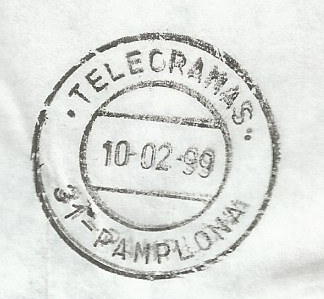 · TELEGRAMAS ·
10-02-99
31-PAMPLONA